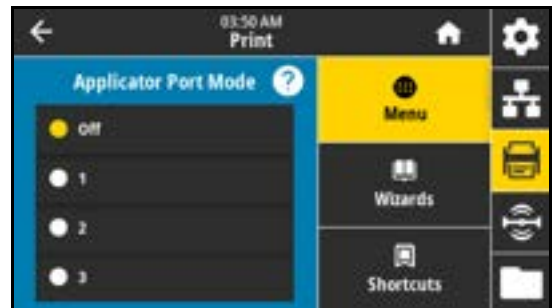 03:50 AM
Print
Applicator Port Mode ?
Off
1
2
3
Menu
Wizards
Shortcuts